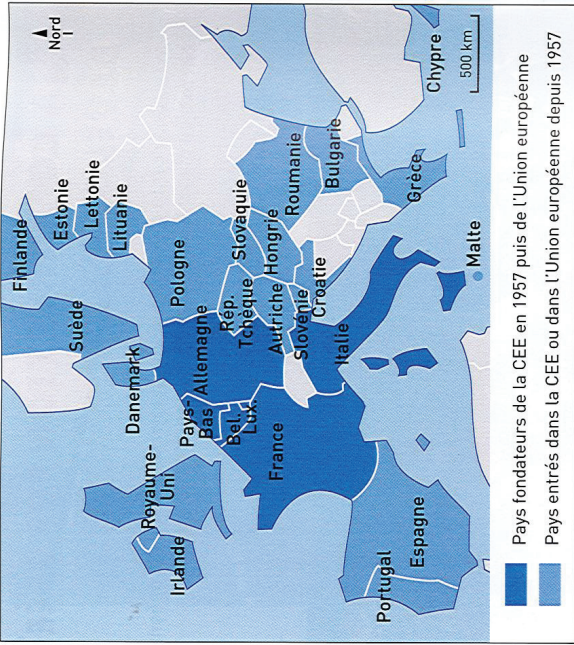 Nord
Finlande
Suède
Estonie
Lettonie
Lituanie
Danemark
Royaume-
Uni
Irlande
Pays-
Bas
Bel.
Lux.
Allemagne
Pologne
Rép.
Tchèque
Slovaquie
Autriche
Hongrie
Slovénie
Croatie
Roumanie
Bulgarie
France
Italie
Portugal
Espagne
Grèce
Malte
Chypre
500 km
Pays fondateurs de la CEE en 1957 puis de l'Union européenne
Pays entrés dans la CEE ou dans l'Union européenne depuis 1957